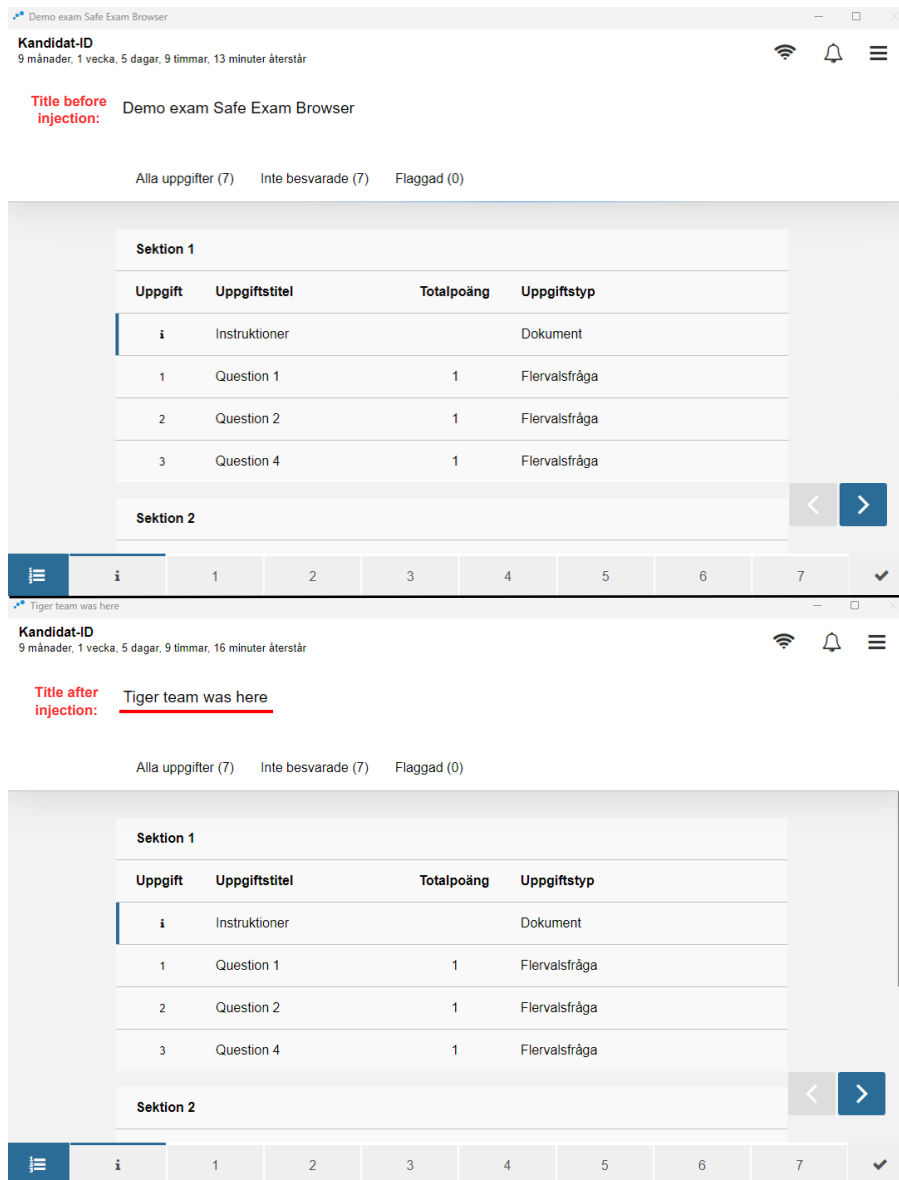 Demo exam Safe Exam Browser
Kandidat-ID
9 månader, 1 vecka, 5 dagar, 9 timmar, 13 minuter återstår
Title before
injection:
Demo exam Safe Exam Browser
Alla uppgifter (7) Inte besvarade (7) Flaggad (0)
Sektion 1
Uppgift Uppgiftstitel Totalpoäng Uppgiftstyp
i Instruktioner Dokument
1 Question 1 1 Flervalsfråga
2 Question 2 1 Flervalsfråga
3 Question 4 1 Flervalsfråga
Sektion 2
i 1 2 3 4 5 6 7
Tiger team was here
Kandidat-ID
9 månader, 1 vecka, 5 dagar, 9 timmar, 16 minuter återstår
Title after
injection:
Tiger team was here
Alla uppgifter (7) Inte besvarade (7) Flaggad (0)
Sektion 1
Uppgift Uppgiftstitel Totalpoäng Uppgiftstyp
i Instruktioner Dokument
1 Question 1 1 Flervalsfråga
2 Question 2 1 Flervalsfråga
3 Question 4 1 Flervalsfråga
Sektion 2
i 1 2 3 4 5 6 7